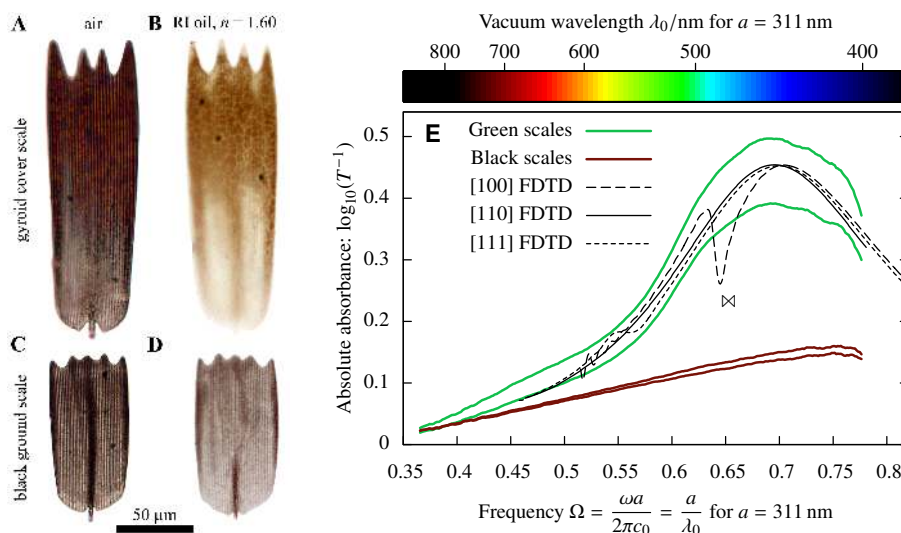 A
air
B
RI oil, n = 1.60
gyroid cover scale
C
D
black ground scale
50 µm
Vacuum wavelength λ₀/nm for a = 311 nm
800 700 600 500 400
E
Green scales
Black scales
[100] FDTD
[110] FDTD
[111] FDTD
Absolute absorbance: log₁₀(T⁻¹)
0.5
0.4
0.3
0.2
0.1
0
0.35 0.4 0.45 0.5 0.55 0.6 0.65 0.7 0.75 0.8
Frequency Ω = ωa/2πc₀ = a/λ₀ for a = 311 nm